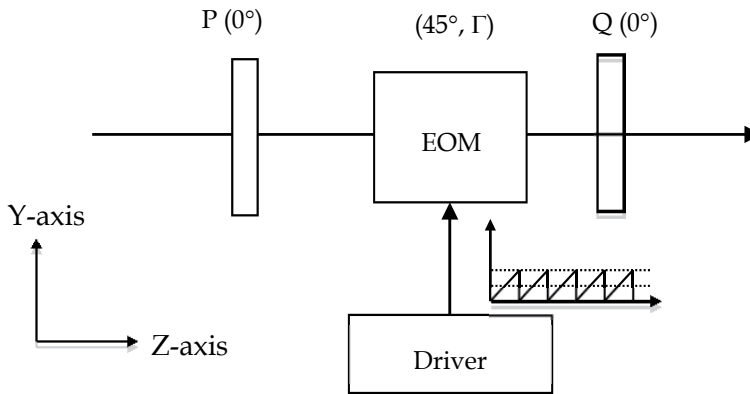 P (0°)
(45°, Γ)
Q (0°)
EOM
Y-axis
Z-axis
Driver